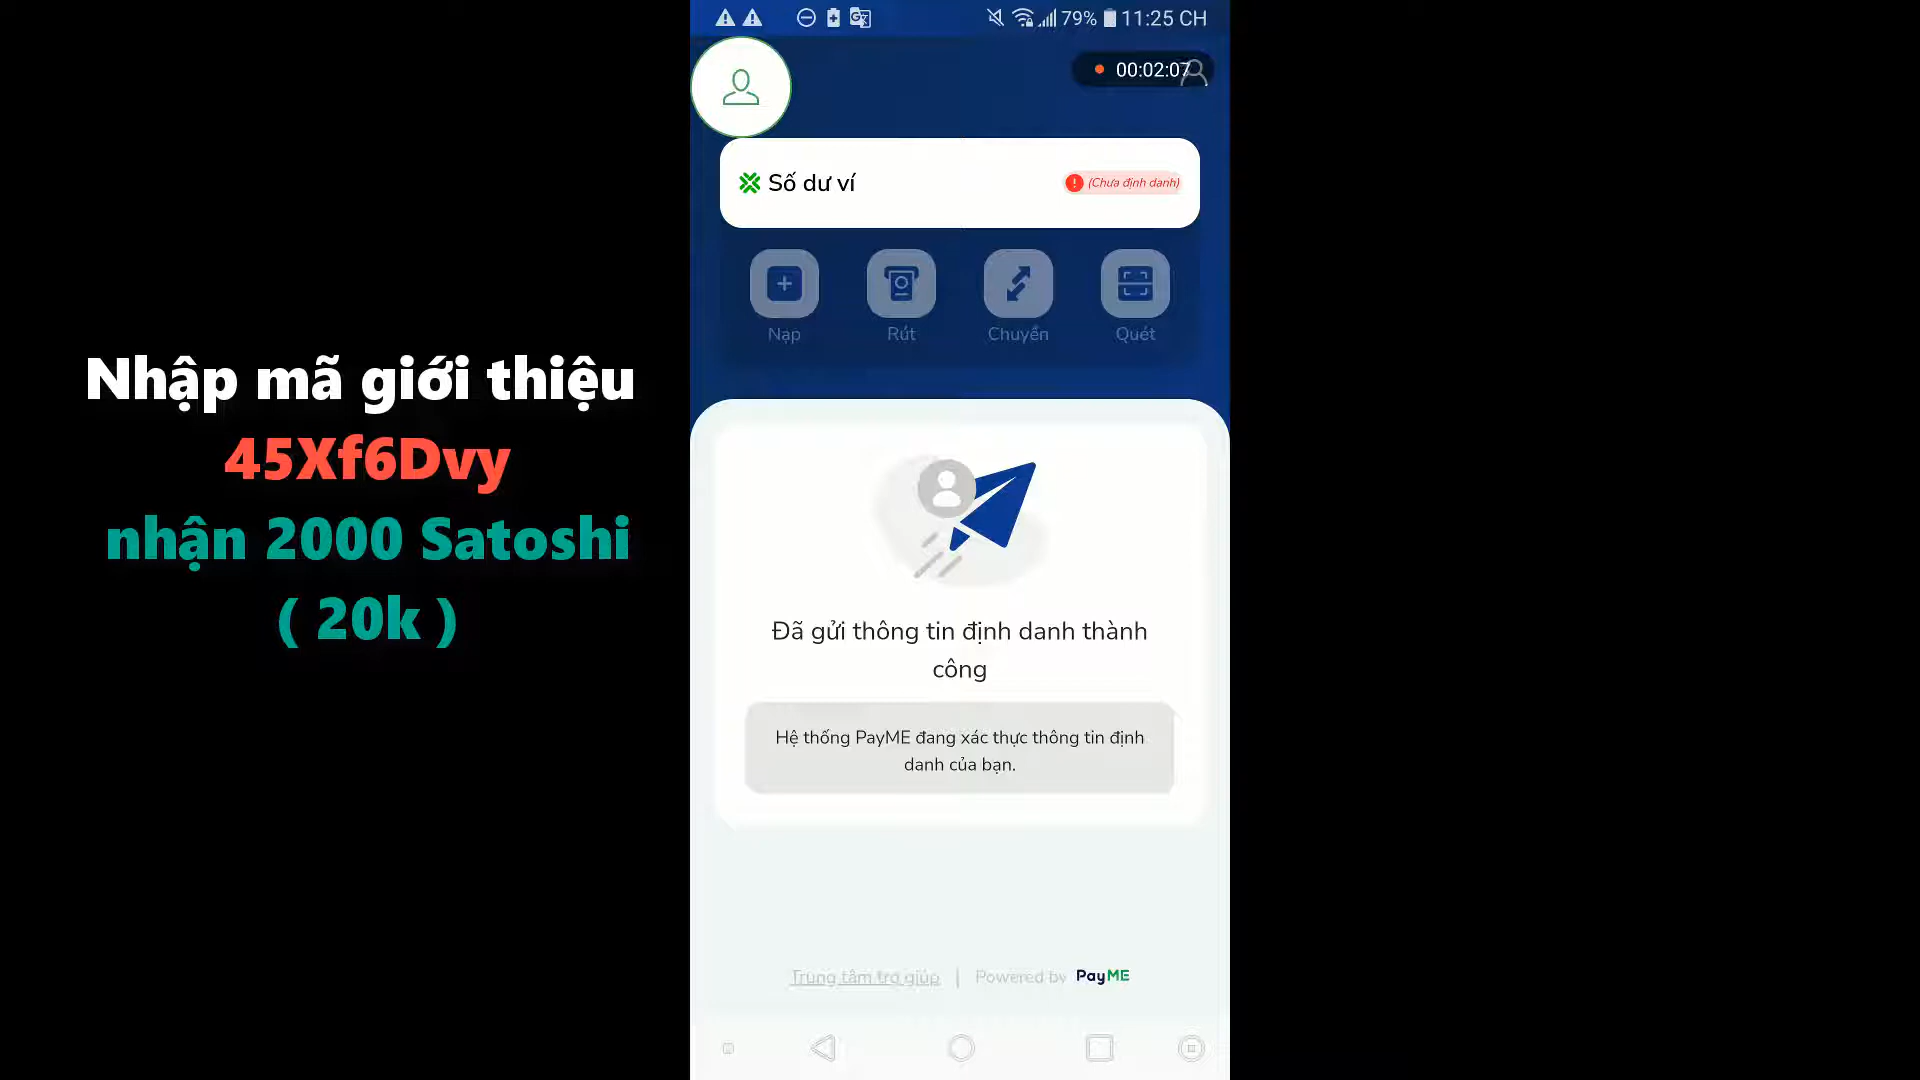 79% 11:25 CH
00:02:07
Số dư ví
(Chưa định danh)
Nạp
Rút
Chuyển
Quét
Nhập mã giới thiệu
45Xf6Dvy
nhận 2000 Satoshi
( 20k )
Đã gửi thông tin định danh thành
công
Hệ thống PayME đang xác thực thông tin định
danh của bạn.
Trung tâm trợ giúp | Powered by PayME